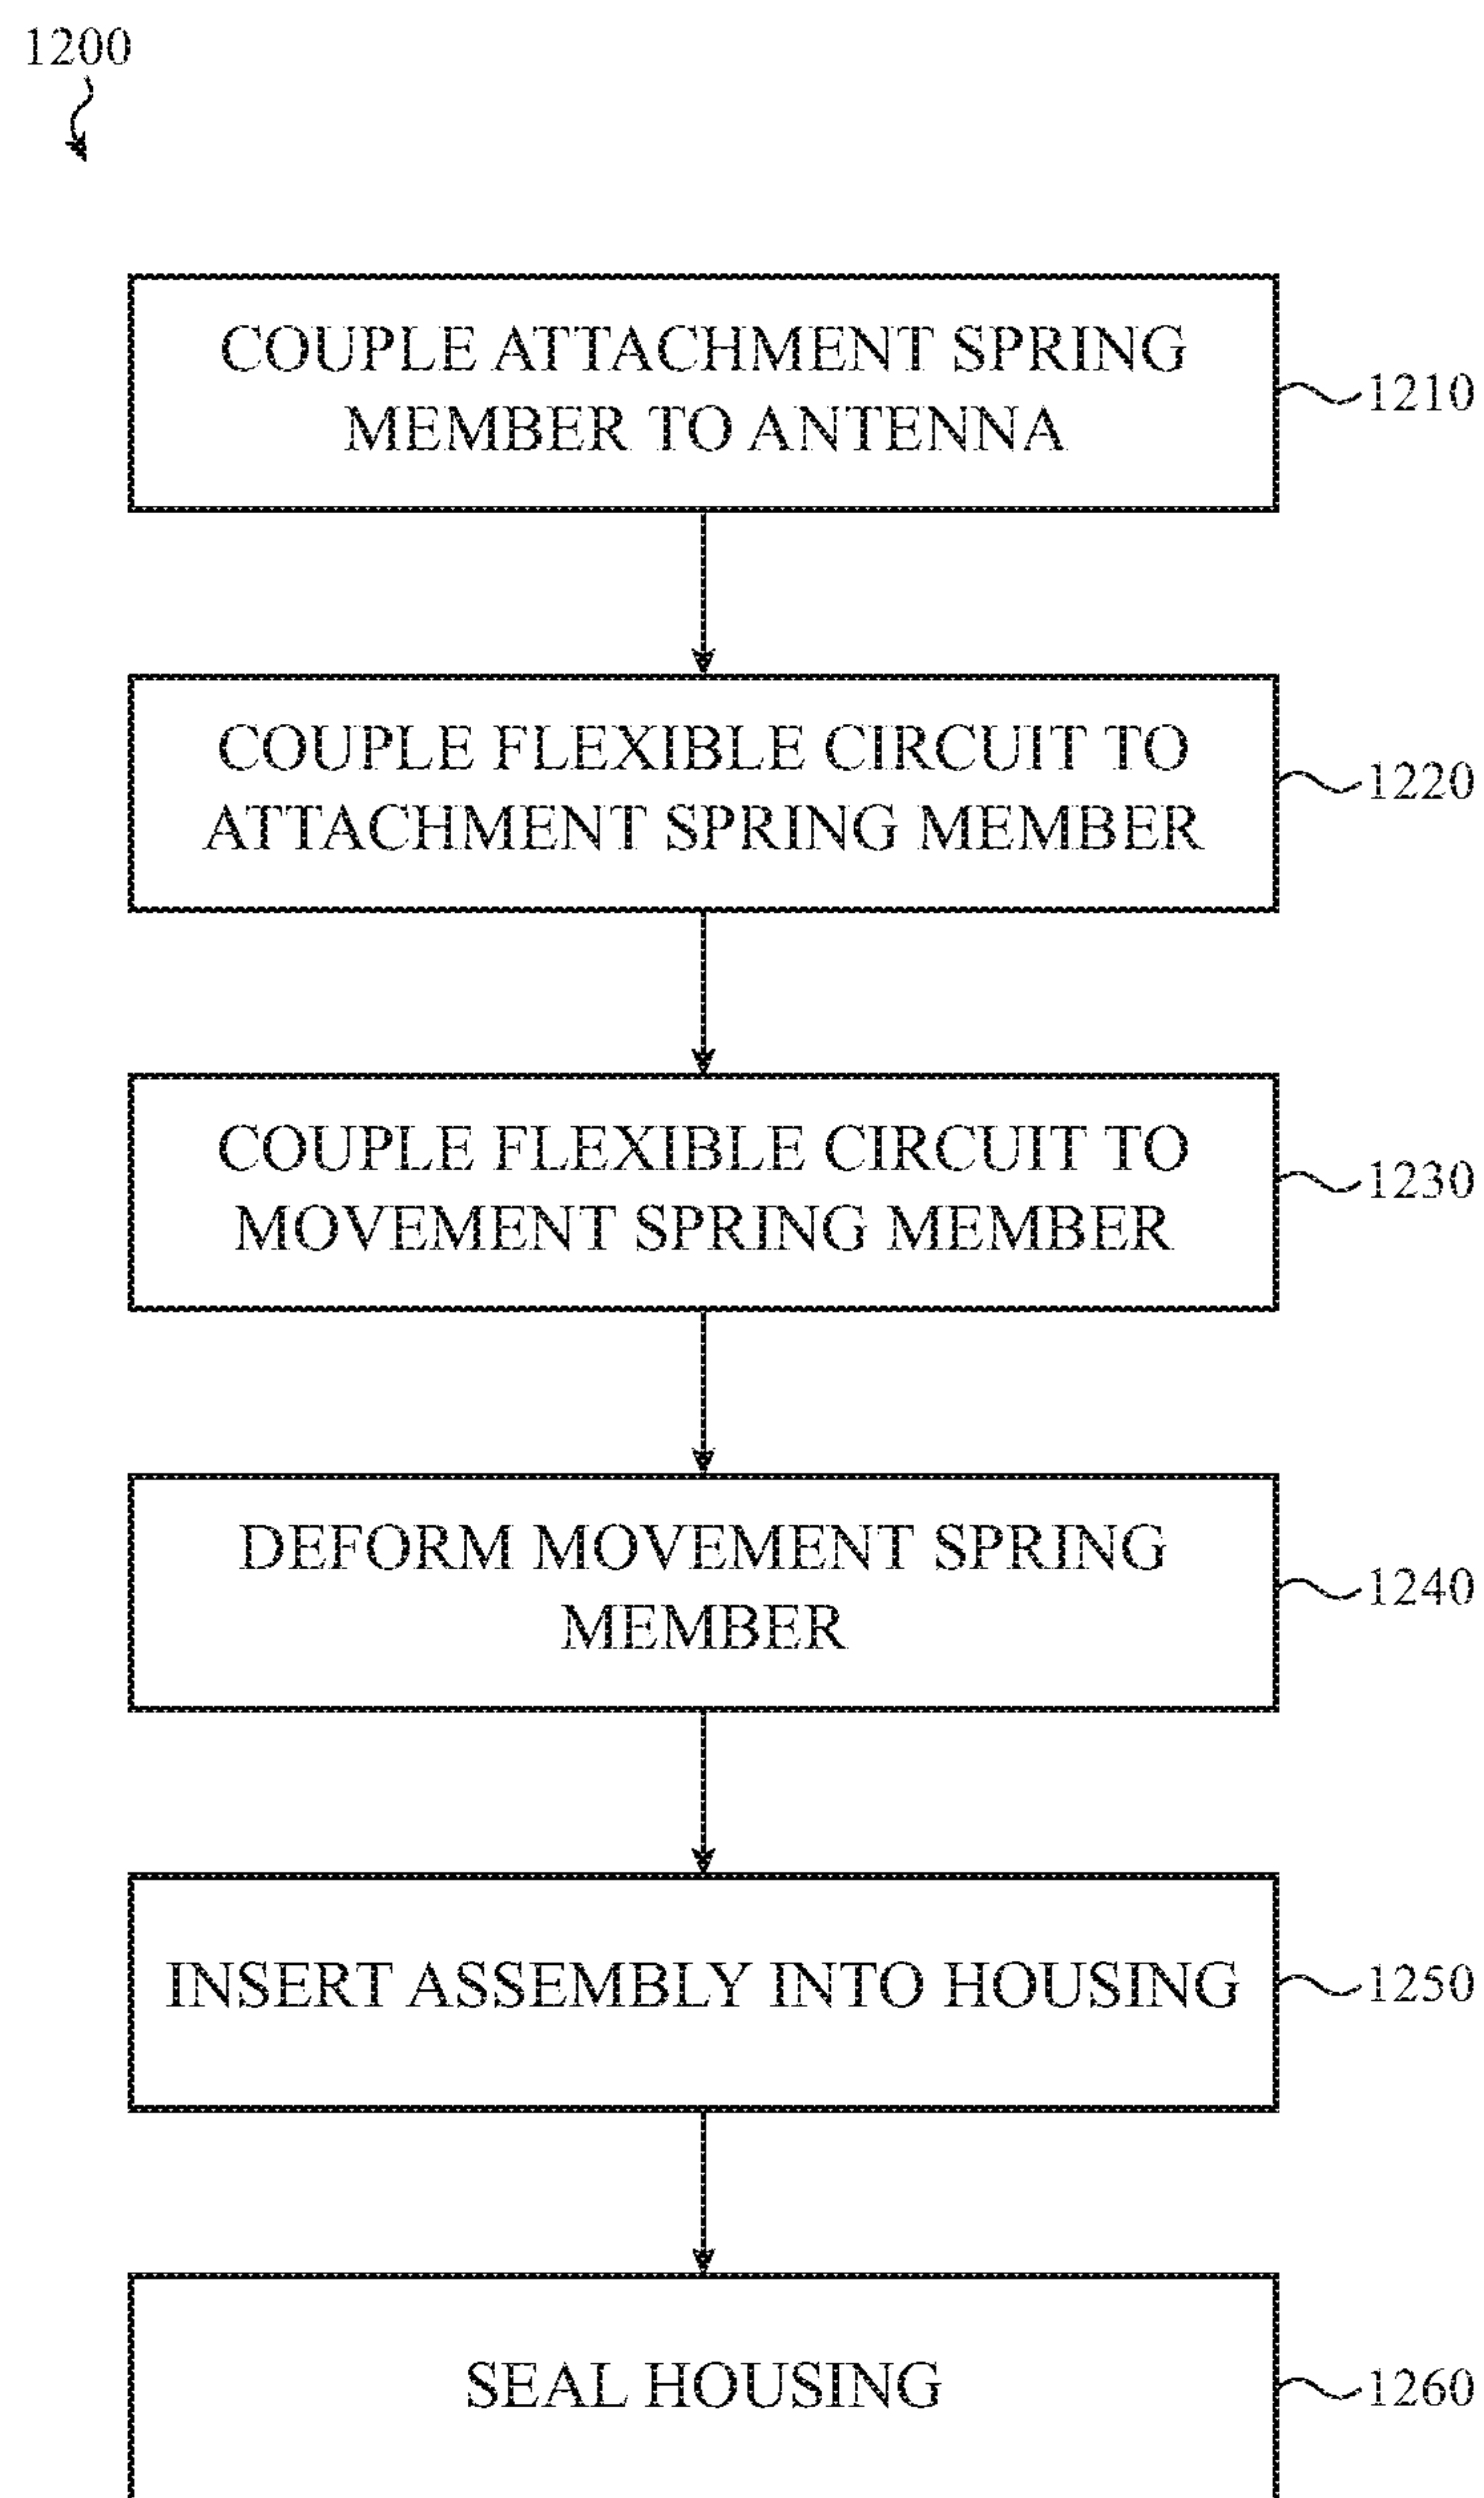 1200
COUPLE ATTACHMENT SPRING
MEMBER TO ANTENNA
1210
COUPLE FLEXIBLE CIRCUIT TO
ATTACHMENT SPRING MEMBER
1220
COUPLE FLEXIBLE CIRCUIT TO
MOVEMENT SPRING MEMBER
1230
DEFORM MOVEMENT SPRING
MEMBER
1240
INSERT ASSEMBLY INTO HOUSING
1250
SEAL HOUSING
1260